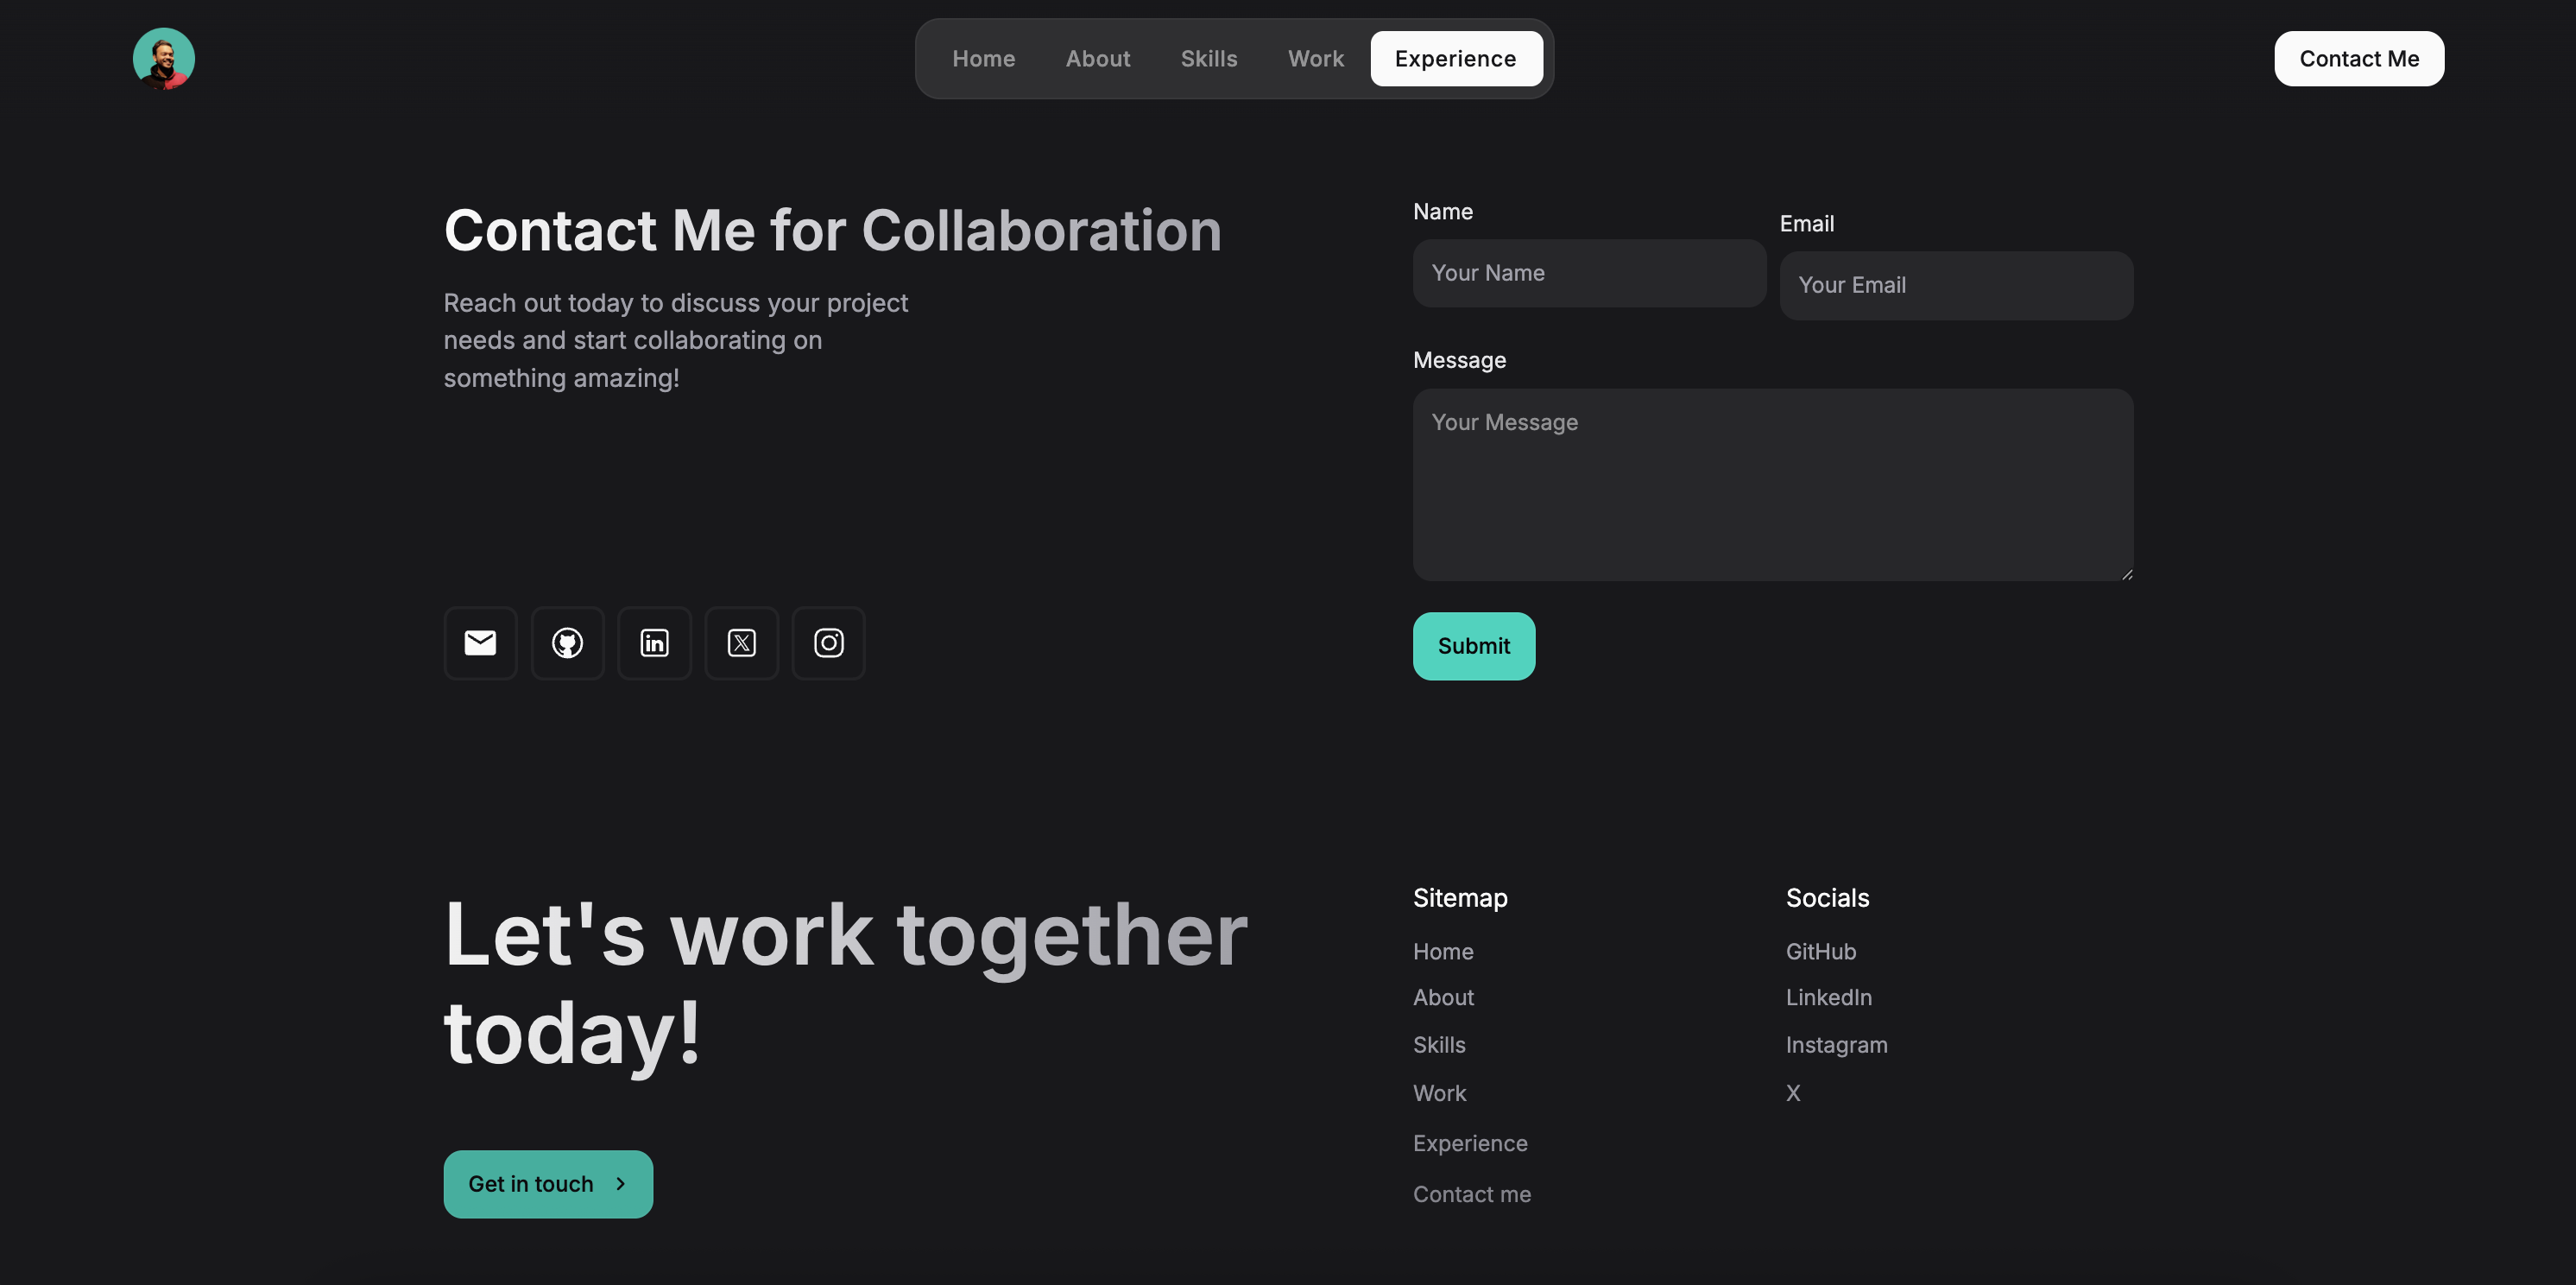 Home About Skills Work Experience
Contact Me
Contact Me for Collaboration
Reach out today to discuss your project
needs and start collaborating on
something amazing!
Name
Your Name
Email
Your Email
Message
Your Message
Submit
Let's work together
today!
Get in touch
Sitemap
Home
About
Skills
Work
Experience
Contact me
Socials
GitHub
LinkedIn
Instagram
X